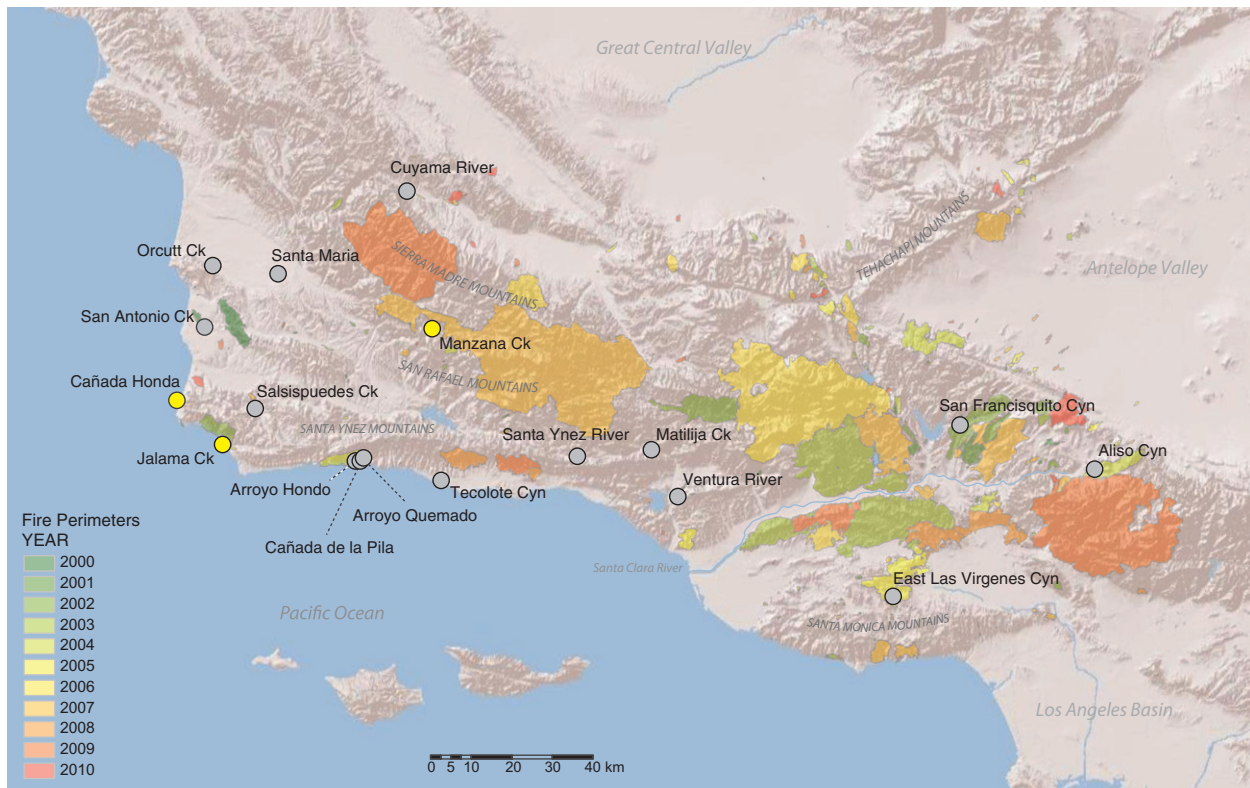 Great Central Valley
Cuyama River
TEHACHAPI MOUNTAINS
Orcutt Ck
Santa Maria
SIERRA MADRE MOUNTAINS
Antelope Valley
San Antonio Ck
Manzana Ck
Cañada Honda
SAN RAFAEL MOUNTAINS
Salsispuedes Ck
San Francisquito Cyn
SANTA YNEZ MOUNTAINS
Santa Ynez River
Matilija Ck
Jalama Ck
Aliso Cyn
Arroyo Hondo
Tecolote Cyn
Ventura River
Arroyo Quemado
Cañada de la Pila
Santa Clara River
East Las Virgenes Cyn
Pacific Ocean
SANTA MONICA MOUNTAINS
Los Angeles Basin
Fire Perimeters
YEAR
2000
2001
2002
2003
2004
2005
2006
2007
2008
2009
2010
0 5 10 20 30 40 km